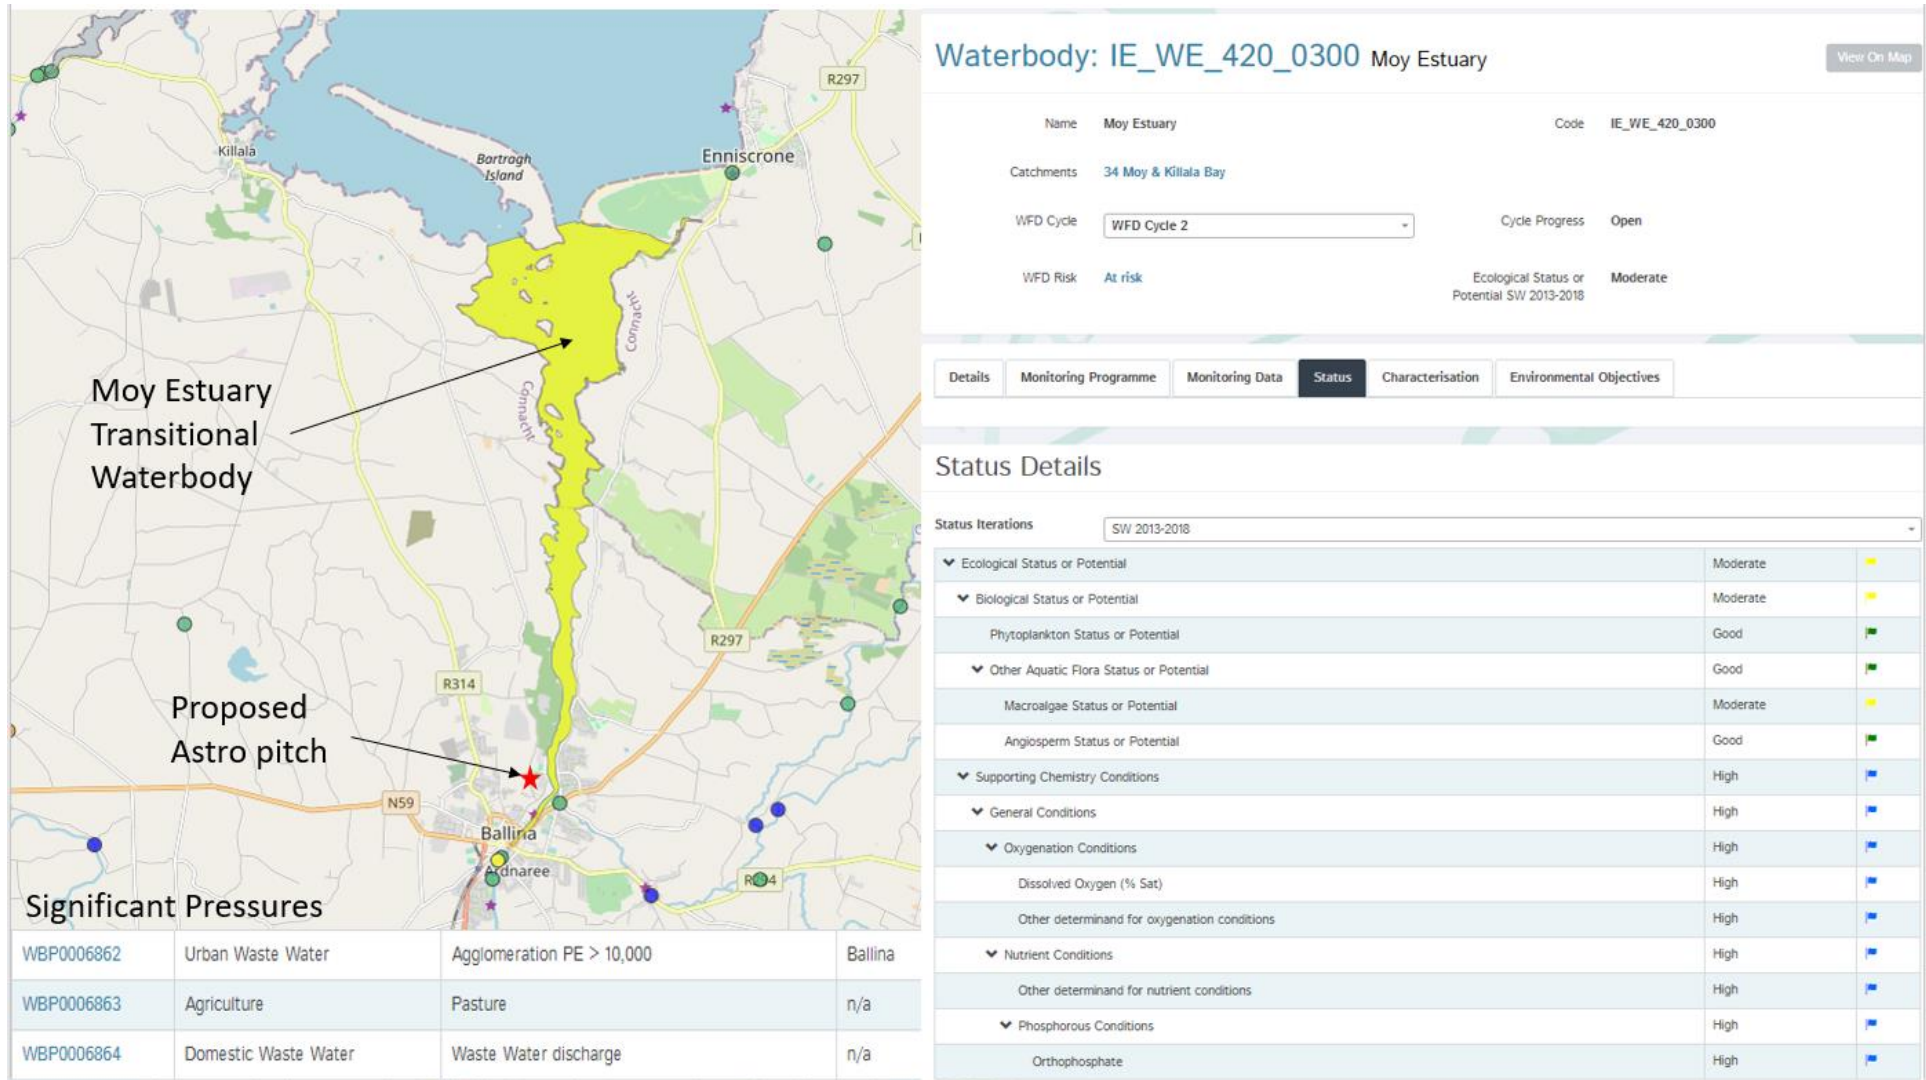 R297
Killala
Bartragh
Island
Enniscrone
Connacht
Connacht
Moy Estuary
Transitional
Waterbody
R297
R314
Proposed
Astro pitch
N59
Ballina
Ardnaree
Significant Pressures
WBP0006862 Urban Waste Water Agglomeration PE > 10,000 Ballina
WBP0006863 Agriculture Pasture n/a
WBP0006864 Domestic Waste Water Waste Water discharge n/a
Waterbody: IE_WE_420_0300 Moy Estuary
View On Map
Name Moy Estuary Code IE_WE_420_0300
Catchments 34 Moy & Killala Bay
WFD Cycle WFD Cycle 2 Cycle Progress Open
WFD Risk At risk Ecological Status or Moderate
Potential SW 2013-2018
Details Monitoring Programme Monitoring Data Status Characterisation Environmental Objectives
Status Details
Status Iterations SW 2013-2018
Ecological Status or Potential Moderate
Biological Status or Potential Moderate
Phytoplankton Status or Potential Good
Other Aquatic Flora Status or Potential Good
Macroalgae Status or Potential Moderate
Angiosperm Status or Potential Good
Supporting Chemistry Conditions High
General Conditions High
Oxygenation Conditions High
Dissolved Oxygen (% Sat) High
Other determinand for oxygenation conditions High
Nutrient Conditions High
Other determinand for nutrient conditions High
Phosphorous Conditions High
Orthophosphate High